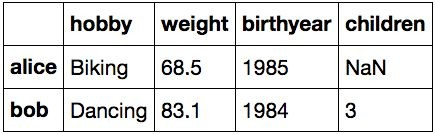 hobby weight birthyear children
alice Biking 68.5 1985 NaN
bob Dancing 83.1 1984 3